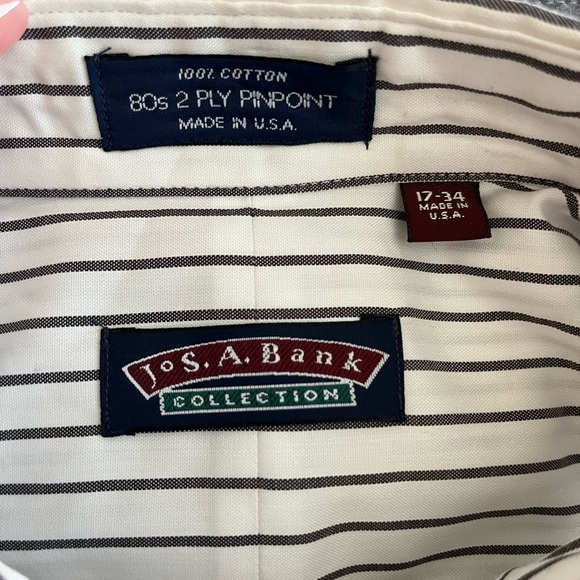 100% COTTON
80s 2 PLY PINPOINT
MADE IN U.S.A.
17-34
MADE IN
U.S.A.
JoS. A. Bank
COLLECTION